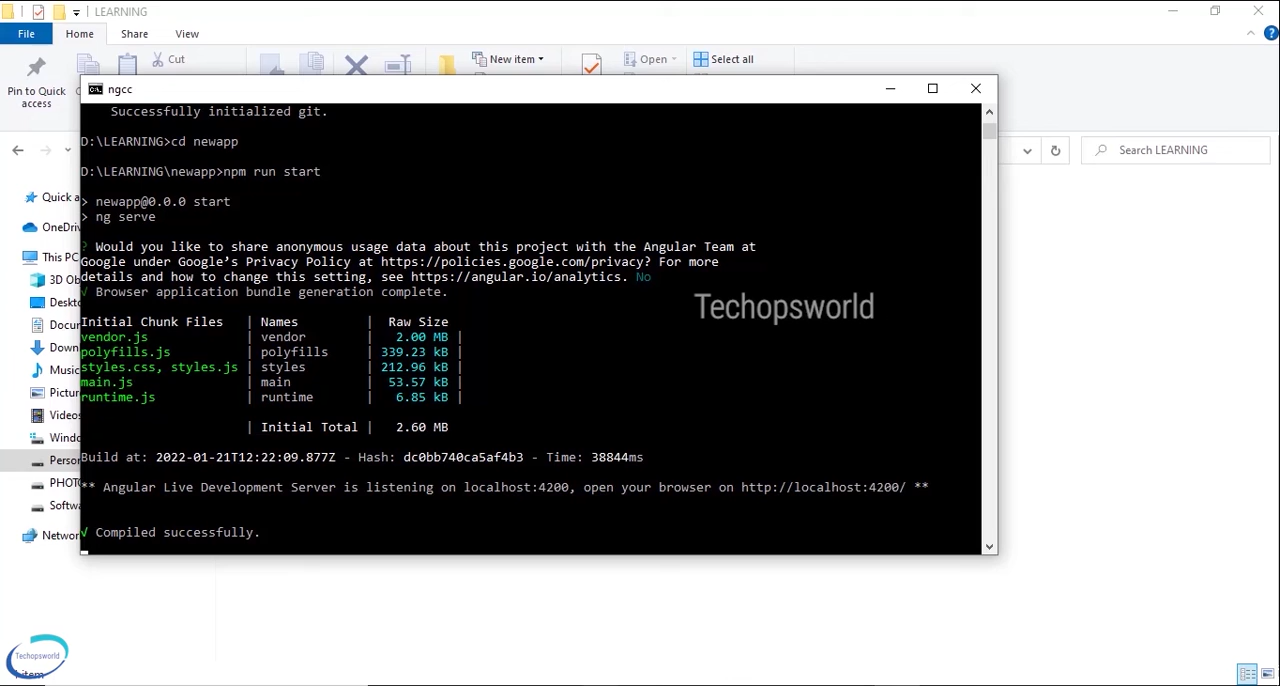 LEARNING
File
Home
Share
View
Pin to Quick
access
Cut
New item
Open
Select all
ngcc
Successfully initialized git.
D:\LEARNING>cd newapp
D:\LEARNING\newapp>npm run start
> newapp@0.0.0 start
> ng serve
? Would you like to share anonymous usage data about this project with the Angular Team at
Google under Google’s Privacy Policy at https://policies.google.com/privacy? For more
details and how to change this setting, see https://angular.io/analytics. No
√ Browser application bundle generation complete.
Initial Chunk Files | Names | Raw Size
vendor.js | vendor | 2.00 MB |
polyfills.js | polyfills | 339.23 kB |
styles.css, styles.js | styles | 212.96 kB |
main.js | main | 53.57 kB |
runtime.js | runtime | 6.85 kB |
| Initial Total | 2.60 MB
Build at: 2022-01-21T12:22:09.877Z - Hash: dc0bb740ca5af4b3 - Time: 38844ms
** Angular Live Development Server is listening on localhost:4200, open your browser on http://localhost:4200/ **
√ Compiled successfully.
Techopsworld
Search LEARNING
Quick a
OneDriv
This PC
3D Ob
Deskto
Docur
Down
Music
Pictur
Videos
Windo
Perso
PHOTO
Softwa
Networ
Techopsworld